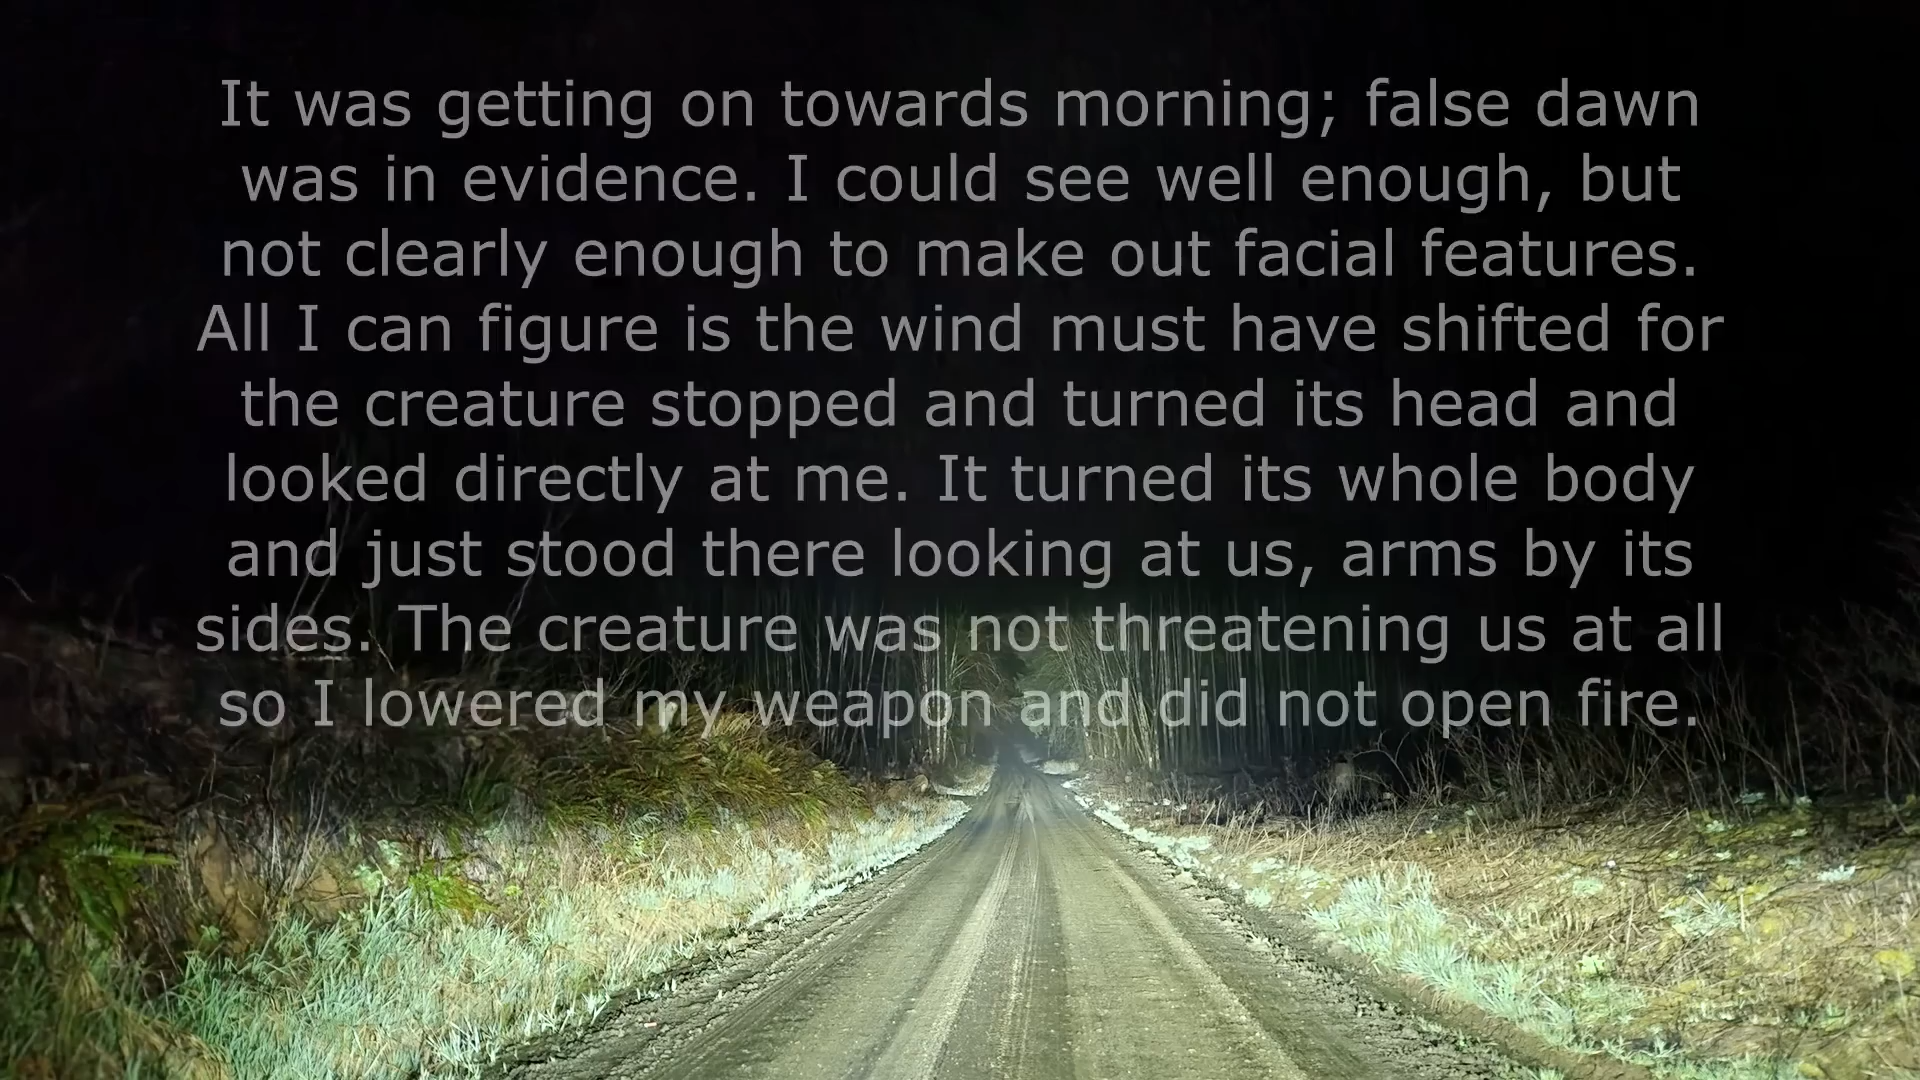 It was getting on towards morning; false dawn
was in evidence. I could see well enough, but
not clearly enough to make out facial features.
All I can figure is the wind must have shifted for
the creature stopped and turned its head and
looked directly at me. It turned its whole body
and just stood there looking at us, arms by its
sides. The creature was not threatening us at all
so I lowered my weapon and did not open fire.